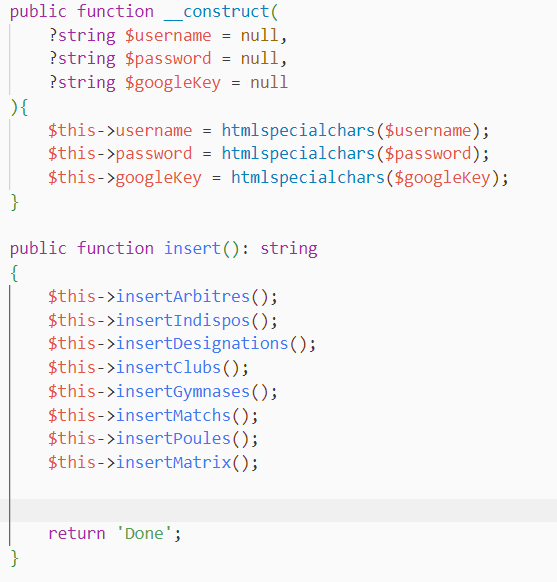 public function __construct(
    ?string $username = null,
    ?string $password = null,
    ?string $googleKey = null
){
    $this->username = htmlspecialchars($username);
    $this->password = htmlspecialchars($password);
    $this->googleKey = htmlspecialchars($googleKey);
}

public function insert(): string
{
    $this->insertArbitres();
    $this->insertIndispos();
    $this->insertDesignations();
    $this->insertClubs();
    $this->insertGymnases();
    $this->insertMatchs();
    $this->insertPoules();
    $this->insertMatrix();

    return 'Done';
}